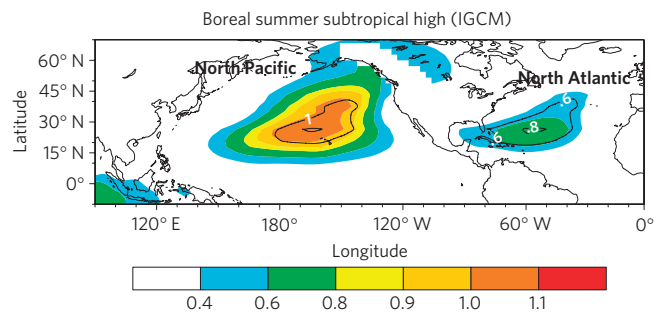 Boreal summer subtropical high (IGCM)
60° N
North Pacific
North Atlantic
45° N
30° N
15° N
0°
Latitude
1
.6
.8
.6
120° E
180°
120° W
60° W
0°
Longitude
0.4
0.6
0.8
0.9
1.0
1.1